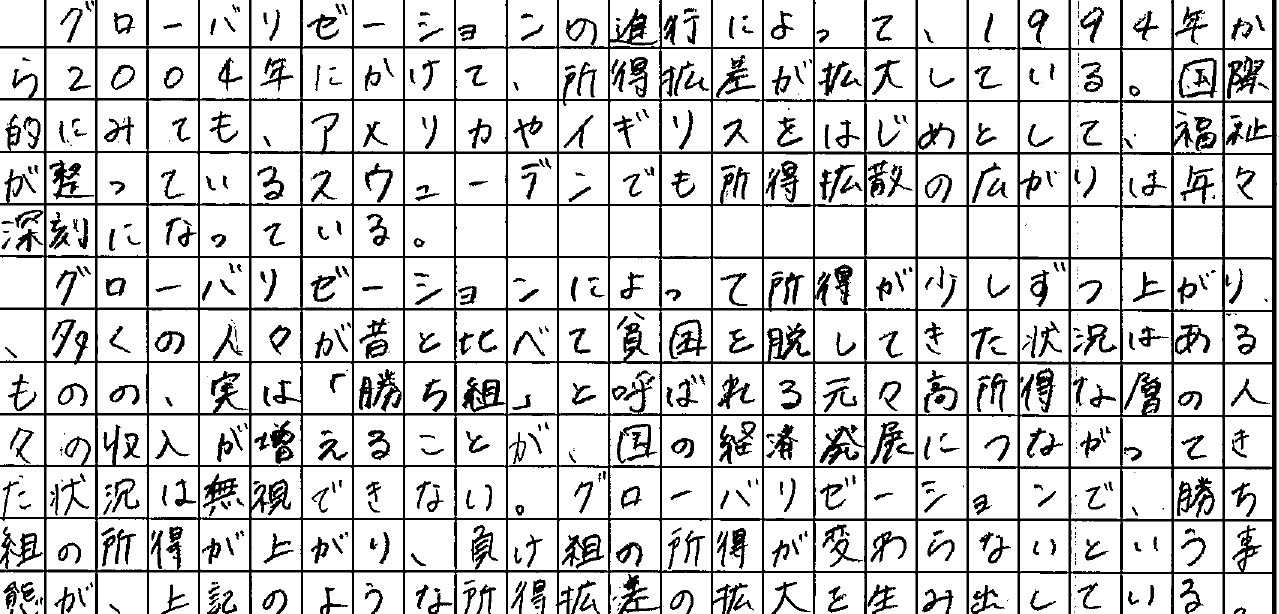 グローバリゼーションの進行によって、1994年か
ら2004年にかけて、所得拡差が拡大している。国際
的にみても、アメリカやイギリスをはじめとして、福祉
が整っているスウェーデンでも所得拡散の広がりは年々
深刻になっている。
グローバリゼーションによって所得が少しずつ上がり、
、多くの人々が昔と比べて貧困を脱してきた状況はある
ものの、実は「勝ち組」と呼ばれる元々高所得な層の人
々の収入が増えることが、国の経済発展につながってき
た状況は無視できない。グローバリゼーションで、勝ち
組の所得が上がり、負け組の所得が変わらないという事
態が、上記のような所得拡差の拡大を生み出している。